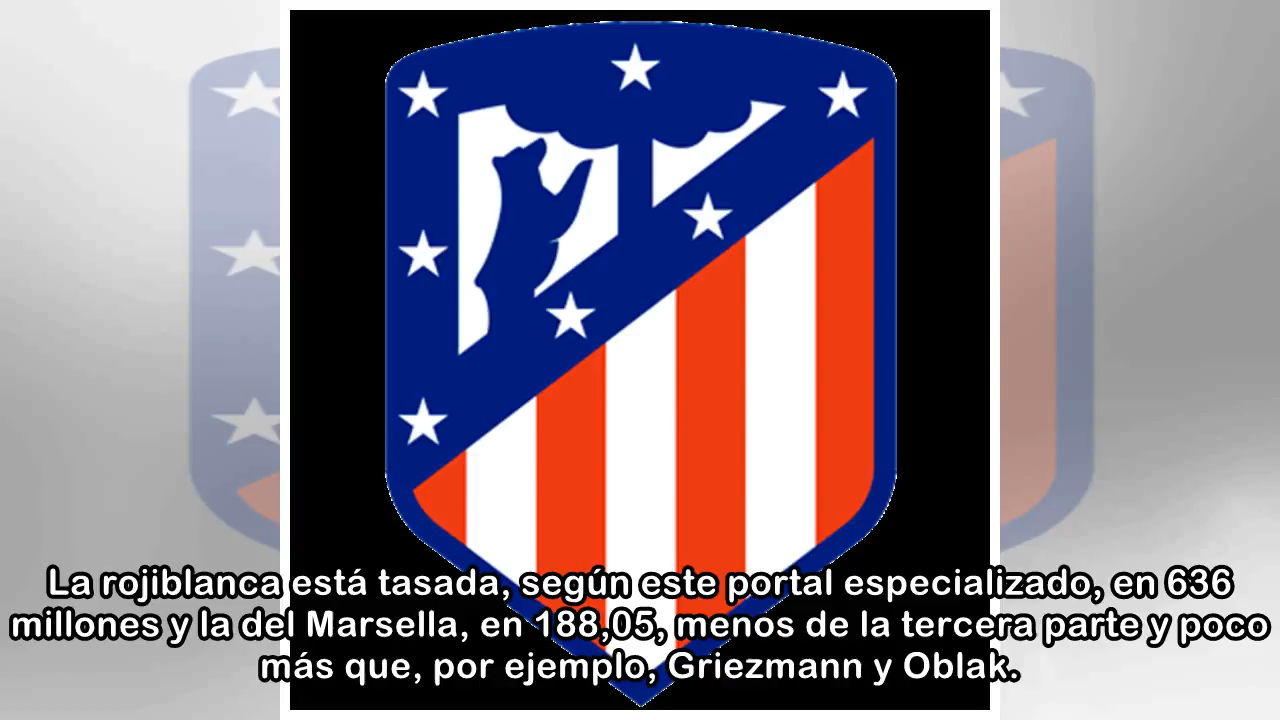 La rojiblanca está tasada, según este portal especializado, en 636
millones y la del Marsella, en 188,05, menos de la tercera parte y poco
más que, por ejemplo, Griezmann y Oblak.